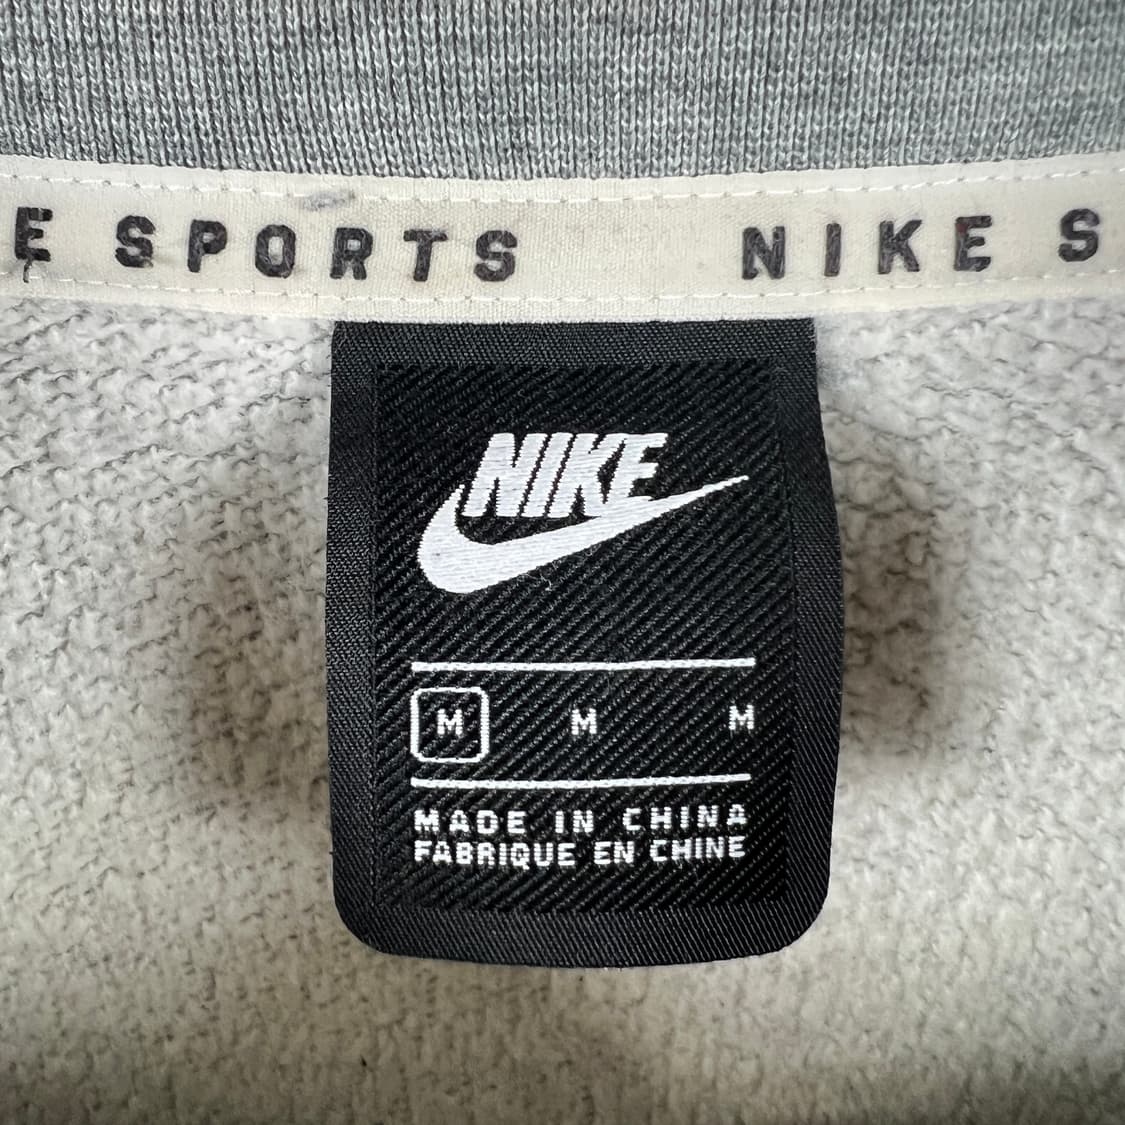 E SPORTS NIKE S
NIKE
M M M
MADE IN CHINA
FABRIQUE EN CHINE